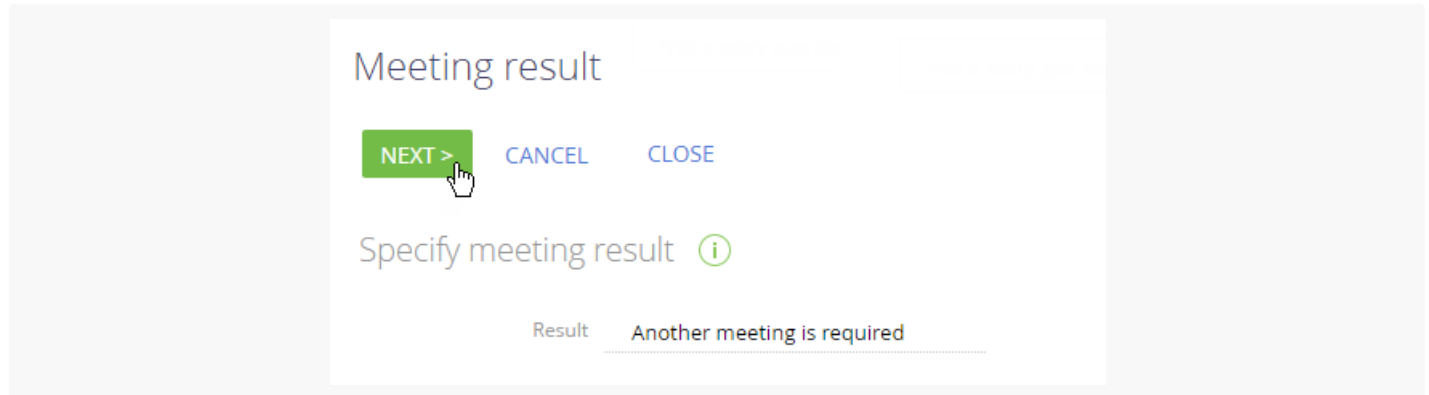 Meeting result
NEXT > CANCEL CLOSE
Specify meeting result i
Result Another meeting is required